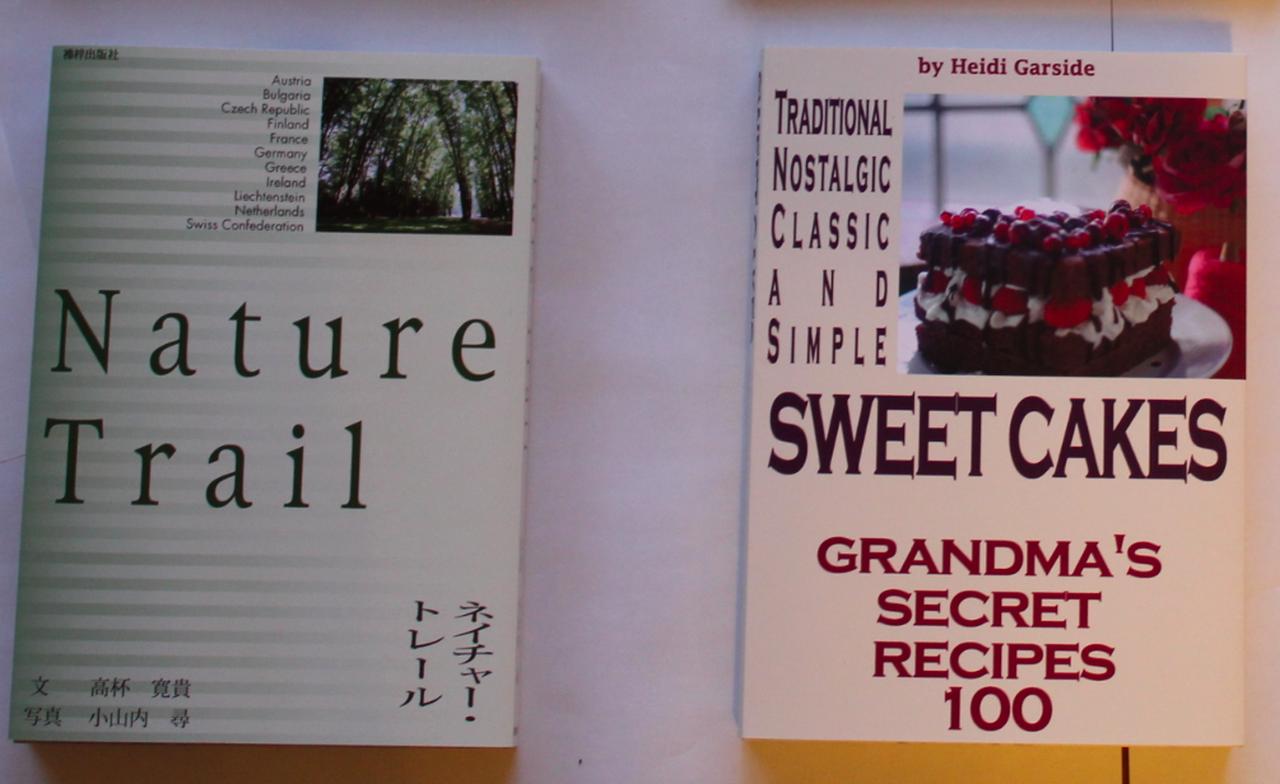 榛梓出版社
Austria
Bulgaria
Czech Republic
Finland
France
Germany
Greece
Ireland
Liechtenstein
Netherlands
Swiss Confederation
Nature
Trail
ネイチャー・
トレール
文 高杯 寛貴
写真 小山内 尋
by Heidi Garside
TRADITIONAL
NOSTALGIC
CLASSIC
AND
SIMPLE
SWEET CAKES
GRANDMA'S
SECRET
RECIPES
100